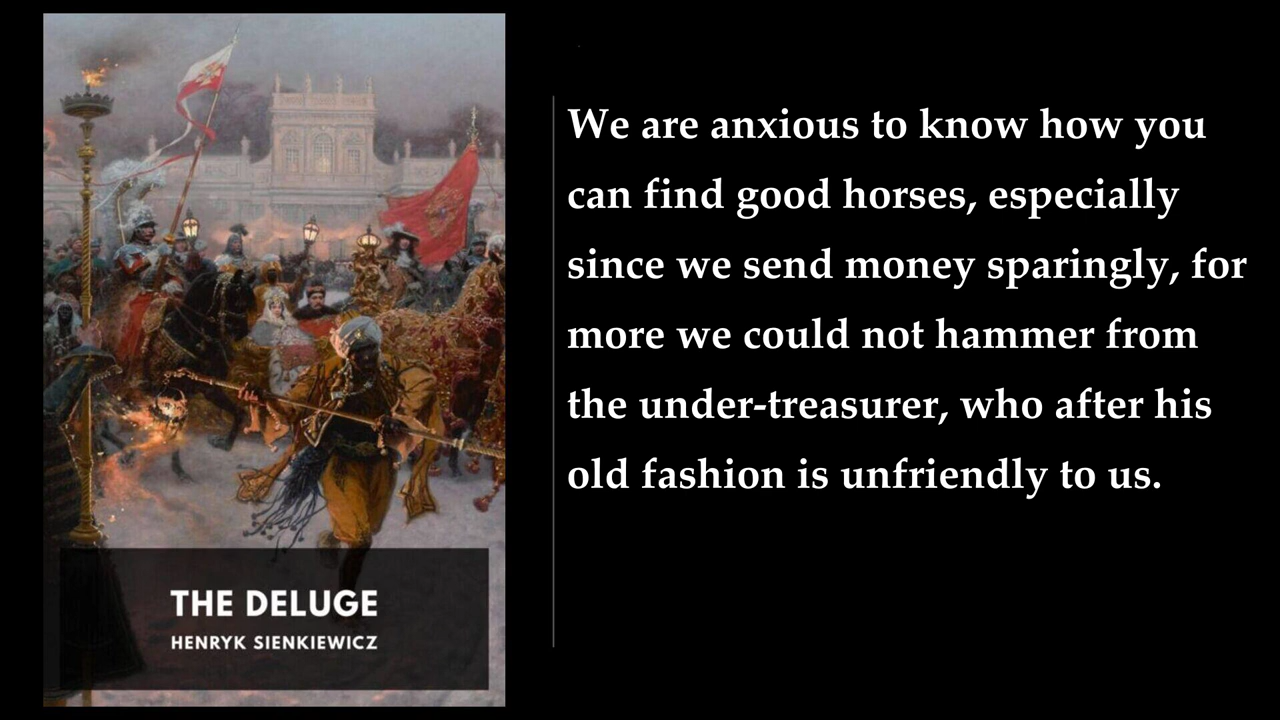 We are anxious to know how you
can find good horses, especially
since we send money sparingly, for
more we could not hammer from
the under-treasurer, who after his
old fashion is unfriendly to us.
THE DELUGE
HENRYK SIENKIEWICZ